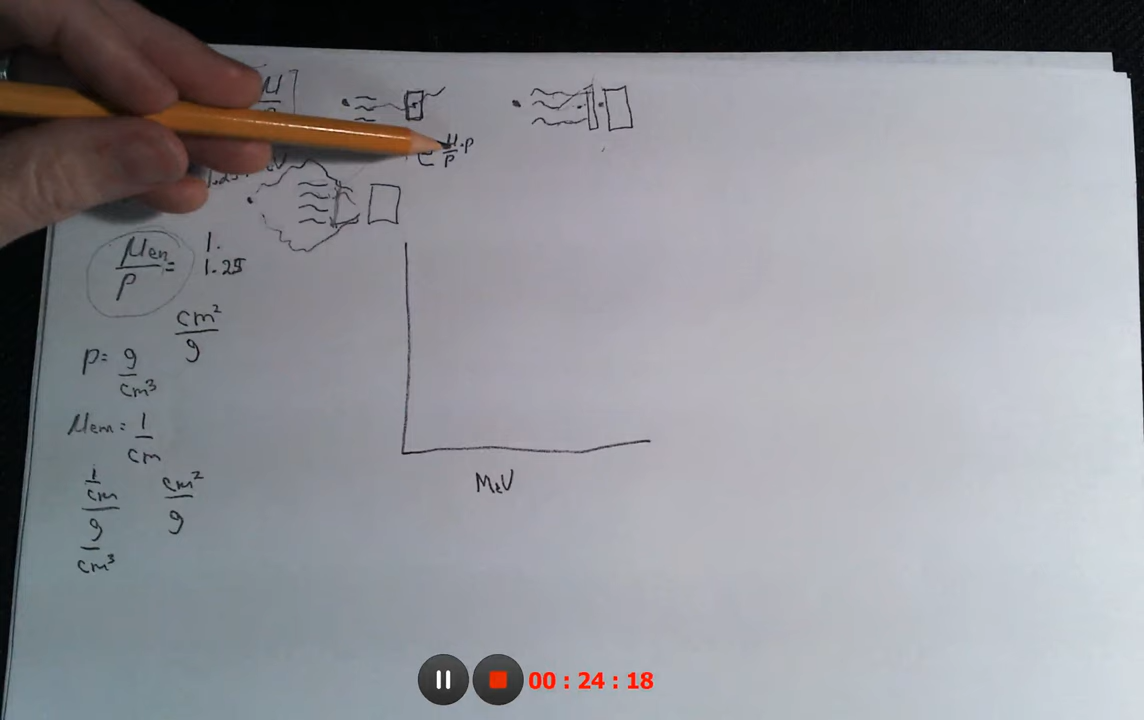 μ
e μ/ρ·ρ
μen/ρ = 1.
1.25
cm²/g
ρ= g/cm³
μen = 1/cm
1/cm / g/cm³ cm²/g
MeV
00 : 24 : 18